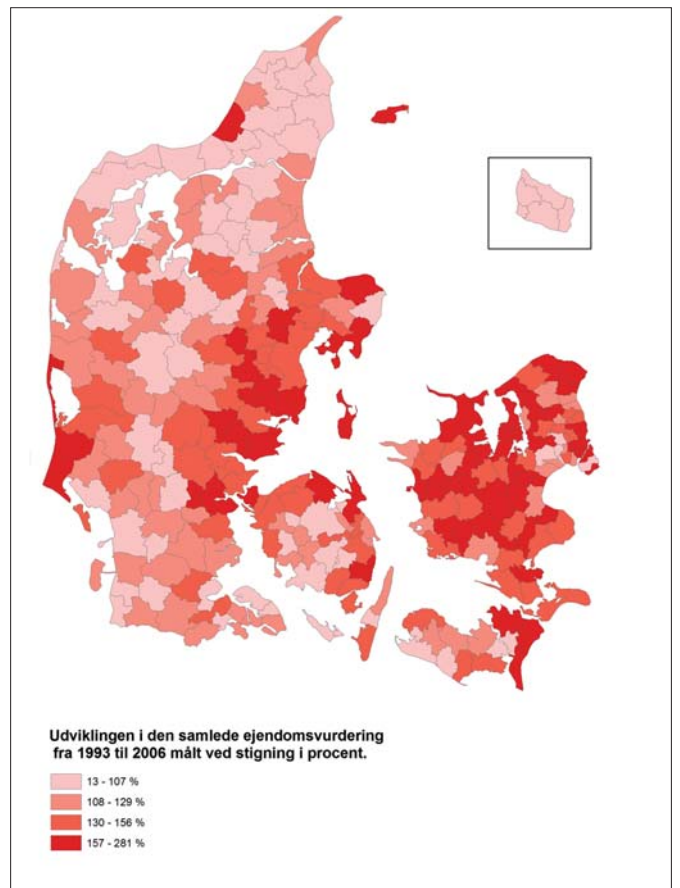 Udviklingen i den samlede ejendomsvurdering
fra 1993 til 2006 målt ved stigning i procent.
13 - 107 %
108 - 129 %
130 - 156 %
157 - 281 %